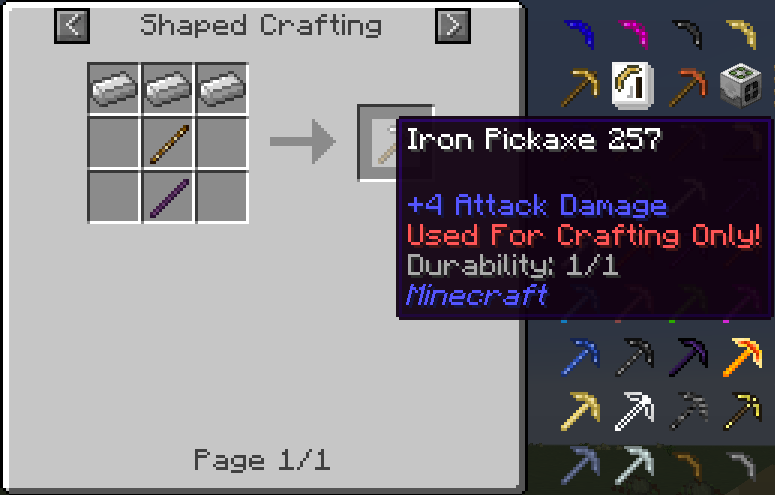 Shaped Crafting
Iron Pickaxe 257
+4 Attack Damage
Used For Crafting Only!
Durability: 1/1
Minecraft
Page 1/1